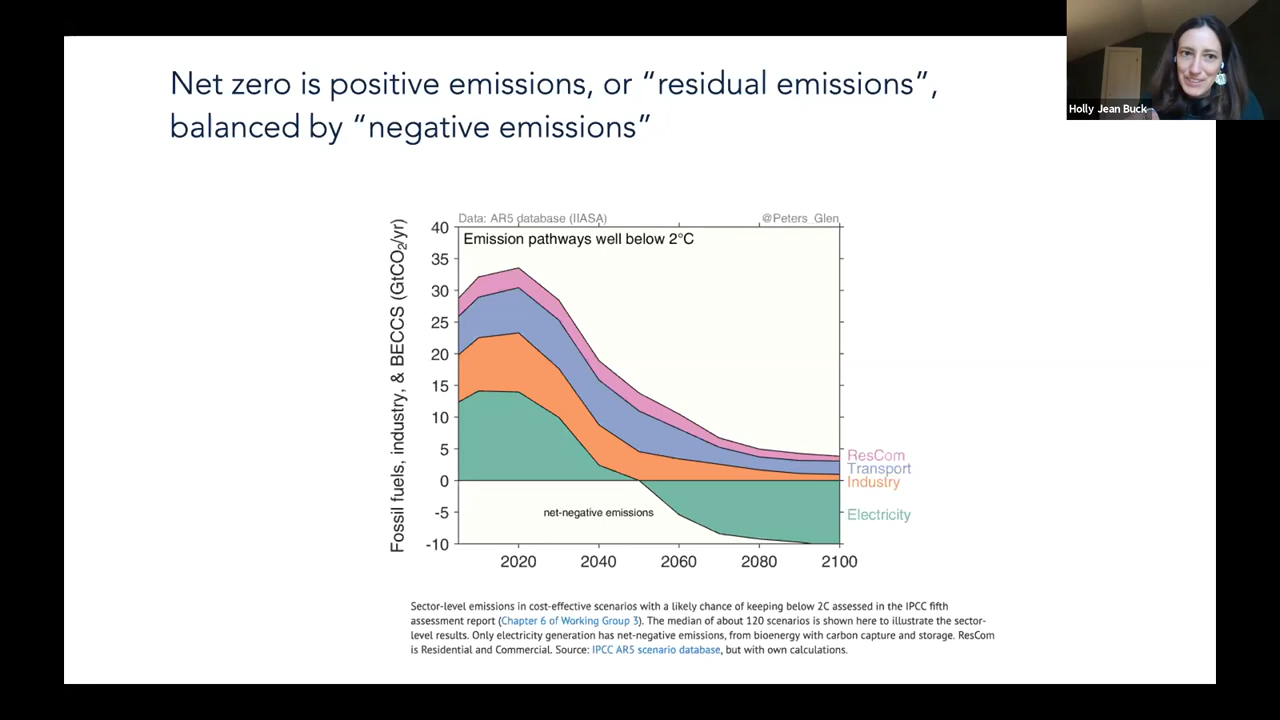 Net zero is positive emissions, or “residual emissions”,
balanced by “negative emissions”
Holly Jean Buck
Data: AR5 database (IIASA)
@Peters_Glen
Emission pathways well below 2°C
Fossil fuels, industry, & BECCS (GtCO2/yr)
40
35
30
25
20
15
10
5
0
-5
-10
net-negative emissions
ResCom
Transport
Industry
Electricity
2020 2040 2060 2080 2100
Sector-level emissions in cost-effective scenarios with a likely chance of keeping below 2C assessed in the IPCC fifth
assessment report (Chapter 6 of Working Group 3). The median of about 120 scenarios is shown here to illustrate the sector-
level results. Only electricity generation has net-negative emissions, from bioenergy with carbon capture and storage. ResCom
is Residential and Commercial. Source: IPCC AR5 scenario database, but with own calculations.